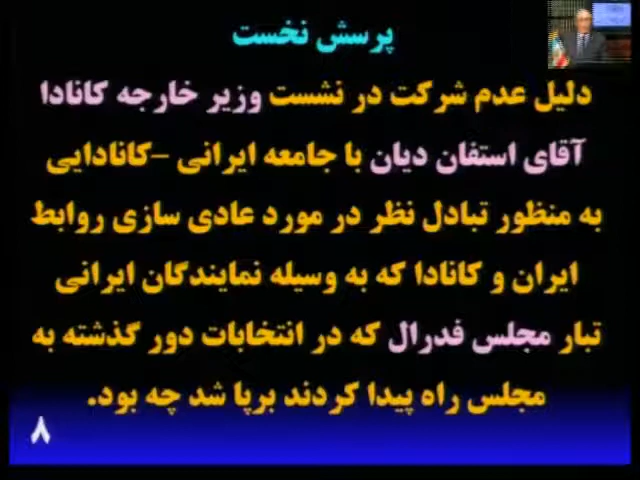 پرسش نخست
دلیل عدم شرکت در نشست وزیر خارجه کانادا
آقای استفان دیان با جامعه ایرانی -کانادایی
به منظور تبادل نظر در مورد عادی سازی روابط
ایران و کانادا که به وسیله نمایندگان ایرانی
تبار مجلس فدرال که در انتخابات دور گذشته به
مجلس راه پیدا کردند برپا شد چه بود.
۸